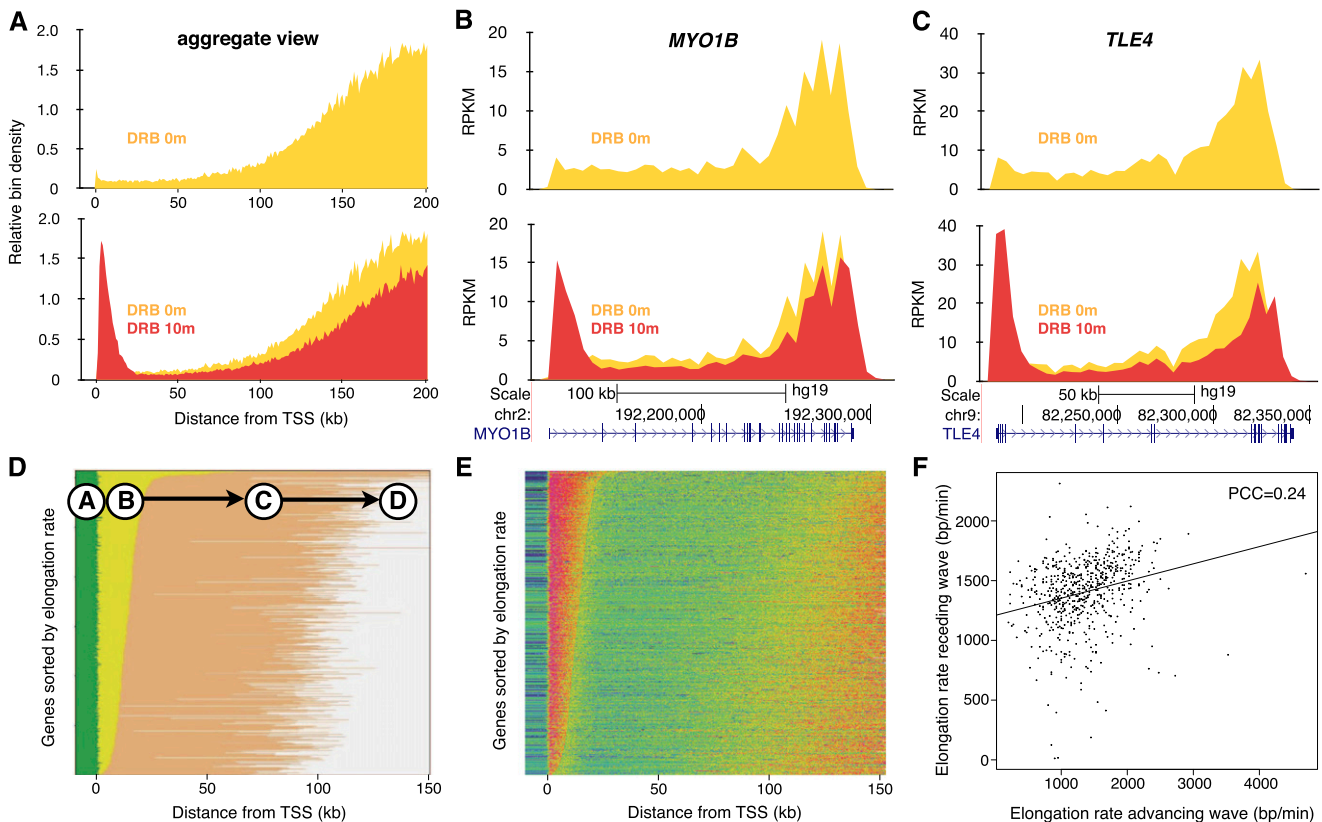 A
aggregate view
Relative bin density
2.0
1.5
1.0
0.5
0
DRB 0m
0
50
100
150
200
2.0
1.5
1.0
0.5
0
DRB 0m
DRB 10m
0
50
100
150
200
Distance from TSS (kb)
B
MYO1B
RPKM
20
15
10
5
0
DRB 0m
RPKM
20
15
10
5
0
DRB 0m
DRB 10m
Scale
100 kb
hg19
chr2:
192,200,000
192,300,000
MYO1B
C
TLE4
RPKM
40
30
20
10
0
DRB 0m
RPKM
40
30
20
10
0
DRB 0m
DRB 10m
Scale
50 kb
hg19
chr9:
82,250,000
82,300,000
82,350,000
TLE4
D
Genes sorted by elongation rate
A
B
C
D
0
50
100
150
Distance from TSS (kb)
E
Genes sorted by elongation rate
0
50
100
150
Distance from TSS (kb)
F
PCC=0.24
Elongation rate receding wave (bp/min)
2000
1500
1000
500
0
1000
2000
3000
4000
Elongation rate advancing wave (bp/min)